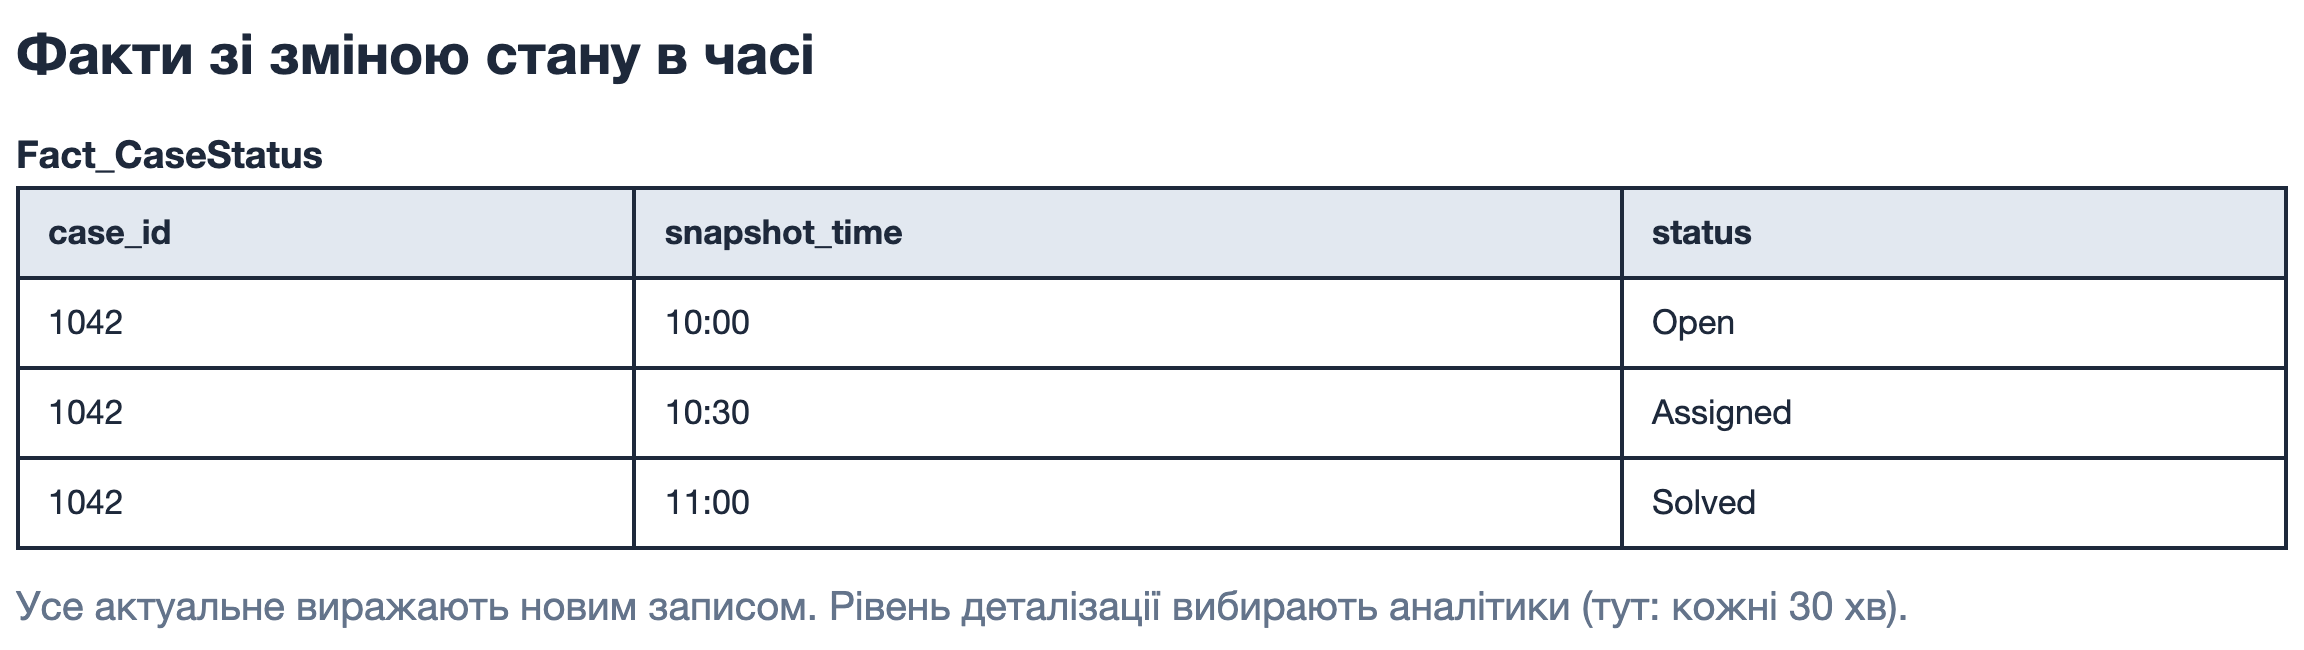 Факти зі зміною стану в часі
Fact_CaseStatus
case_id snapshot_time status
1042 10:00 Open
1042 10:30 Assigned
1042 11:00 Solved
Усе актуальне виражають новим записом. Рівень деталізації вибирають аналітики (тут: кожні 30 хв).